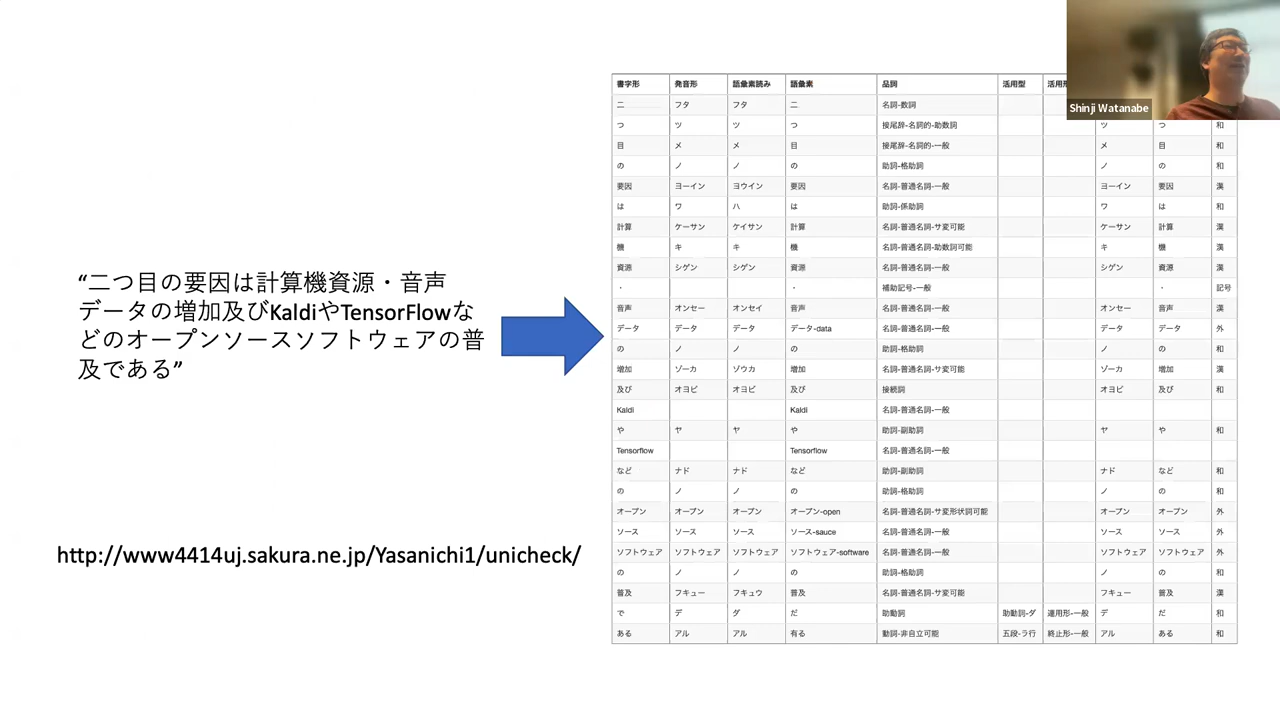 Shinji Watanabe
“二つ目の要因は計算機資源・音声
データの増加及びKaldiやTensorFlowな
どのオープンソースソフトウェアの普
及である”
http://www4414uj.sakura.ne.jp/Yasanichi1/unicheck/
書字形 発音形 語彙素読み 語彙素 品詞 活用型 活用形
二 フタ フタ 二 名詞-数詞
つ ツ ツ つ 接尾辞-名詞的-助数詞 ツ つ 和
目 メ メ 目 接尾辞-名詞的-一般 メ 目 和
の ノ ノ の 助詞-格助詞 ノ の 和
要因 ヨーイン ヨウイン 要因 名詞-普通名詞-一般 ヨーイン 要因 漢
は ワ ハ は 助詞-係助詞 ワ は 和
計算 ケーサン ケイサン 計算 名詞-普通名詞-サ変可能 ケーサン 計算 漢
機 キ キ 機 名詞-普通名詞-助数詞可能 キ 機 漢
資源 シゲン シゲン 資源 名詞-普通名詞-一般 シゲン 資源 漢
・ ・ 補助記号-一般 ・ 記号
音声 オンセー オンセイ 音声 名詞-普通名詞-一般 オンセー 音声 漢
データ データ データ データ-data 名詞-普通名詞-一般 データ データ 外
の ノ ノ の 助詞-格助詞 ノ の 和
増加 ゾーカ ゾウカ 増加 名詞-普通名詞-サ変可能 ゾーカ 増加 漢
及び オヨビ オヨビ 及び 接続詞 オヨビ 及び 和
Kaldi Kaldi 名詞-普通名詞-一般
や ヤ ヤ や 助詞-副助詞 ヤ や 和
Tensorflow Tensorflow 名詞-普通名詞-一般
など ナド ナド など 助詞-副助詞 ナド など 和
の ノ ノ の 助詞-格助詞 ノ の 和
オープン オープン オープン オープン-open 名詞-普通名詞-サ変形状詞可能 オープン オープン 外
ソース ソース ソース ソース-sauce 名詞-普通名詞-一般 ソース ソース 外
ソフトウェア ソフトウェア ソフトウェア ソフトウェア-software 名詞-普通名詞-一般 ソフトウェア ソフトウェア 外
の ノ ノ の 助詞-格助詞 ノ の 和
普及 フキュー フキュウ 普及 名詞-普通名詞-サ変可能 フキュー 普及 漢
で デ ダ だ 助動詞 助動詞-ダ 連用形-一般 デ だ 和
ある アル アル 有る 動詞-非自立可能 五段-ラ行 終止形-一般 アル ある 和